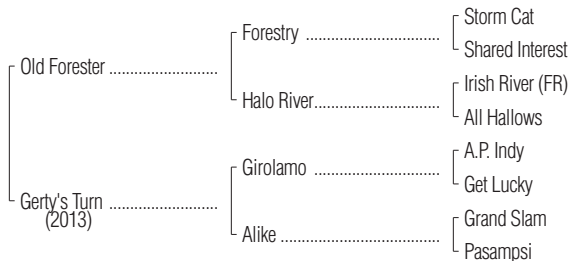 Storm Cat
Forestry ..............................
Shared Interest
Old Forester ........................
Irish River (FR)
Halo River............................
All Hallows
A.P. Indy
Girolamo ............................
Get Lucky
Gerty's Turn ........................
(2013)
Grand Slam
Alike ...................................
Pasampsi